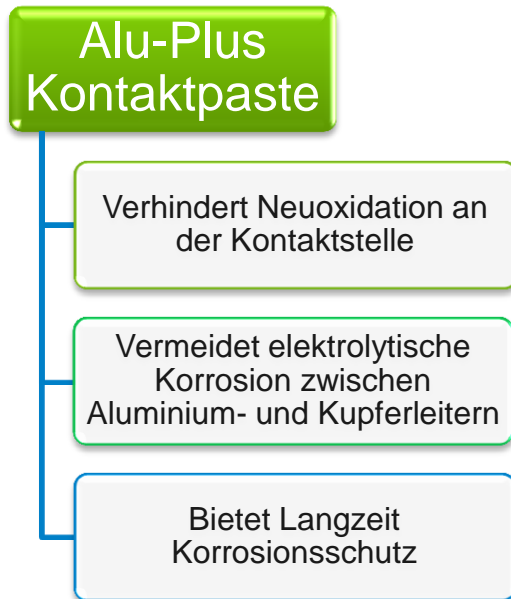 Alu-Plus
Kontaktpaste
Verhindert Neuoxidation an
der Kontaktstelle
Vermeidet elektrolytische
Korrosion zwischen
Aluminium- und Kupferleitern
Bietet Langzeit
Korrosionsschutz